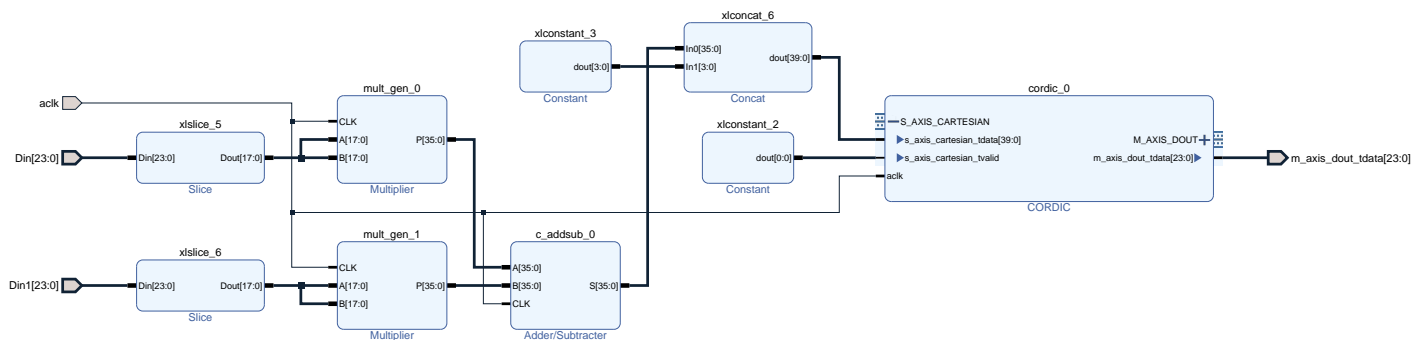 xlconcat_6
xlconstant_3
In0[35:0]
dout[39:0]
dout[3:0]
In1[3:0]
Constant
Concat
mult_gen_0
cordic_0
aclk
CLK
S_AXIS_CARTESIAN
xlslice_5
xlconstant_2
A[17:0]
P[35:0]
s_axis_cartesian_tdata[39:0]
M_AXIS_DOUT
Din[23:0]
Din[23:0]
Dout[17:0]
B[17:0]
dout[0:0]
s_axis_cartesian_tvalid
m_axis_dout_tdata[23:0]
m_axis_dout_tdata[23:0]
aclk
Slice
Multiplier
Constant
CORDIC
mult_gen_1
c_addsub_0
xlslice_6
CLK
A[35:0]
Din1[23:0]
Din[23:0]
Dout[17:0]
A[17:0]
P[35:0]
B[35:0]
S[35:0]
B[17:0]
CLK
Slice
Multiplier
Adder/Subtracter